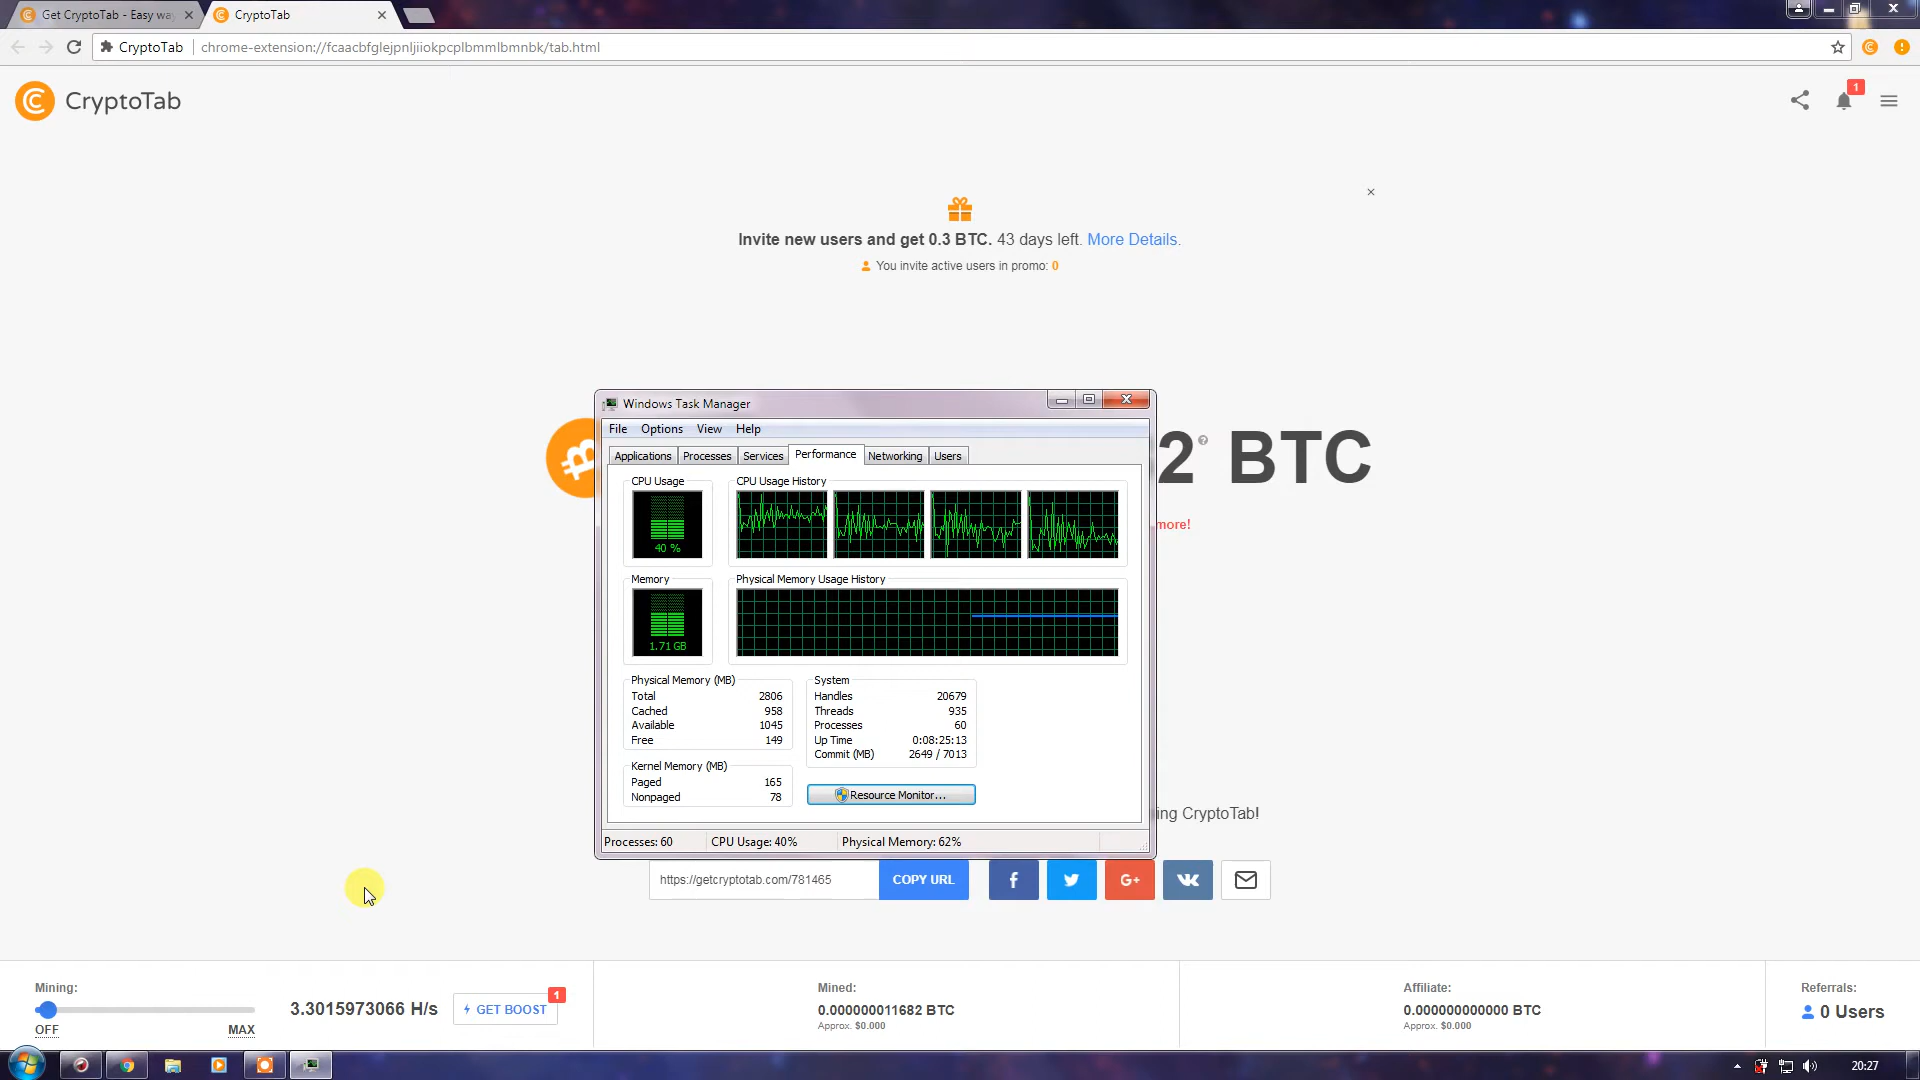 Get CryptoTab - Easy way
CryptoTab
CryptoTab
chrome-extension://fcaacbfglejpnljiiokpcplbmmlbmnbk/tab.html
CryptoTab
1
Invite new users and get 0.3 BTC. 43 days left. More Details.
You invite active users in promo: 0
2 BTC
more!
Windows Task Manager
File Options View Help
Applications Processes Services Performance Networking Users
CPU Usage
CPU Usage History
40 %
Memory
Physical Memory Usage History
1.71 GB
Physical Memory (MB)
Total 2806
Cached 958
Available 1045
Free 149
Kernel Memory (MB)
Paged 165
Nonpaged 78
System
Handles 20679
Threads 935
Processes 60
Up Time 0:08:25:13
Commit (MB) 2649 / 7013
Resource Monitor...
Processes: 60 CPU Usage: 40% Physical Memory: 62%
ing CryptoTab!
https://getcryptotab.com/781465
COPY URL
Mining:
OFF
MAX
3.3015973066 H/s
GET BOOST
1
Mined:
0.000000011682 BTC
Approx. $0.000
Affiliate:
0.000000000000 BTC
Approx. $0.000
Referrals:
0 Users
20:27